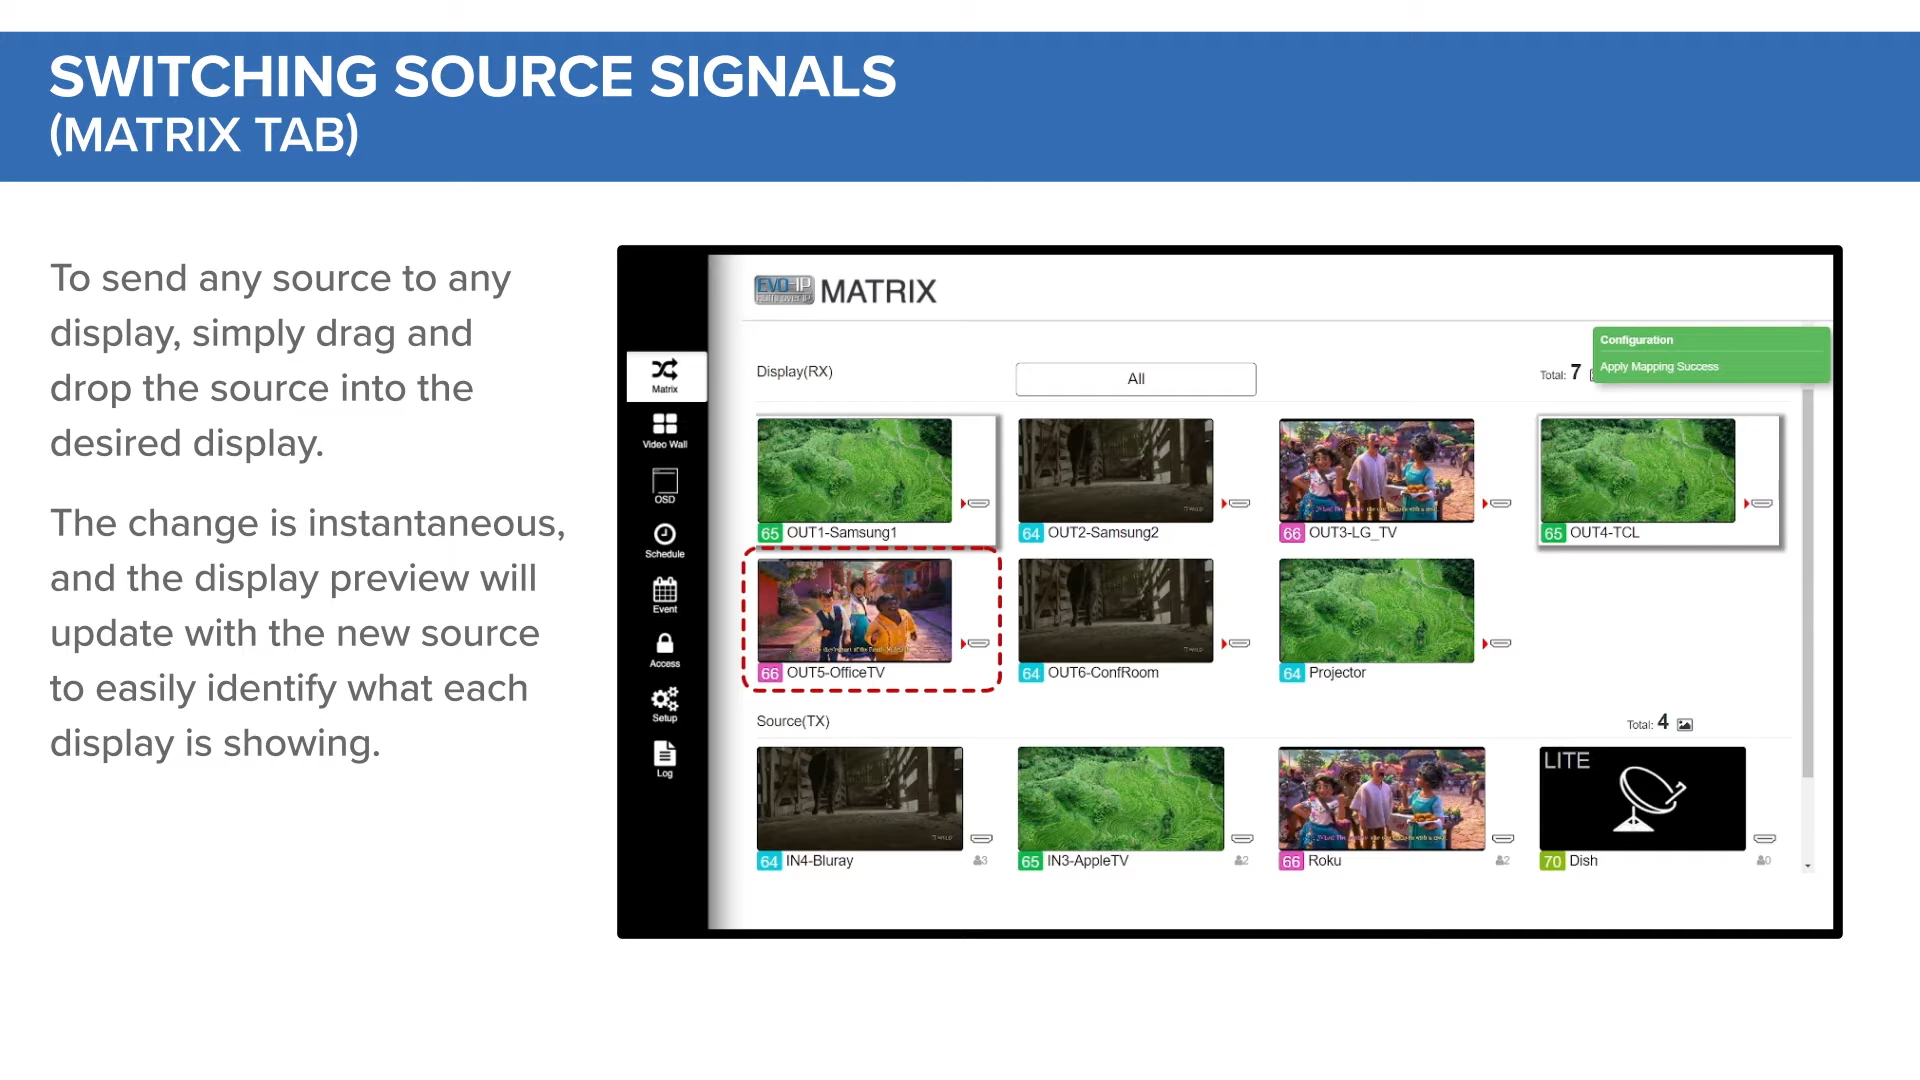 SWITCHING SOURCE SIGNALS
(MATRIX TAB)
To send any source to any
display, simply drag and
drop the source into the
desired display.
The change is instantaneous,
and the display preview will
update with the new source
to easily identify what each
display is showing.
EVO-IP
MATRIX
Configuration
Apply Mapping Success
Display(RX)
All
Total: 7
Matrix
Video Wall
OSD
Schedule
Event
Access
Setup
Log
65 OUT1-Samsung1
64 OUT2-Samsung2
66 OUT3-LG_TV
65 OUT4-TCL
66 OUT5-OfficeTV
64 OUT6-ConfRoom
64 Projector
Source(TX)
Total: 4
LITE
64 IN4-Bluray
3
65 IN3-AppleTV
2
66 Roku
2
70 Dish
0